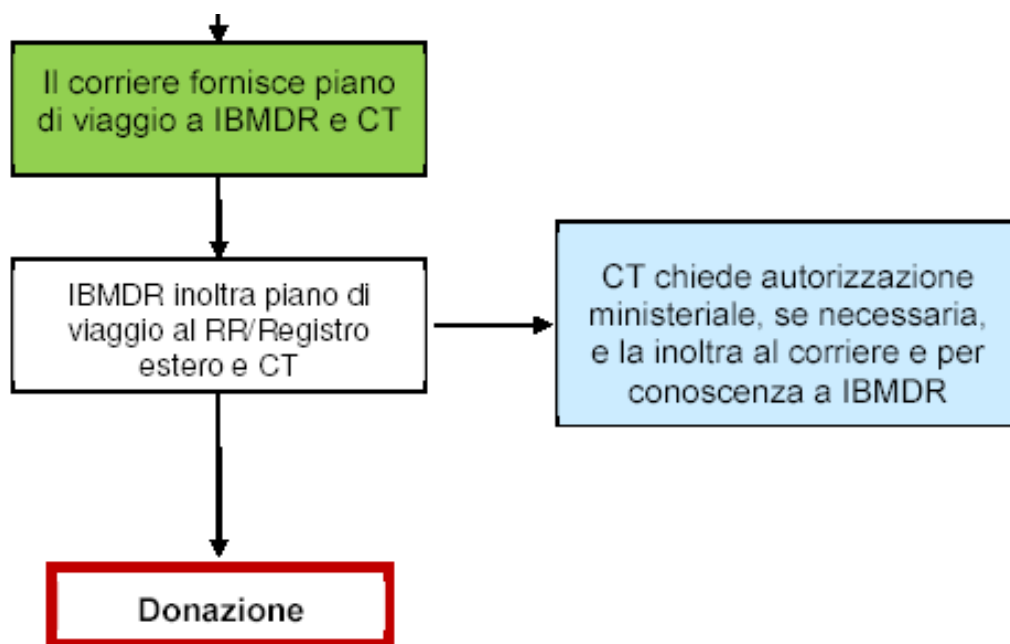 Il corriere fornisce piano
di viaggio a IBMDR e CT
IBMDR inoltra piano di
viaggio al RR/Registro
estero e CT
CT chiede autorizzazione
ministeriale, se necessaria,
e la inoltra al corriere e per
conoscenza a IBMDR
Donazione